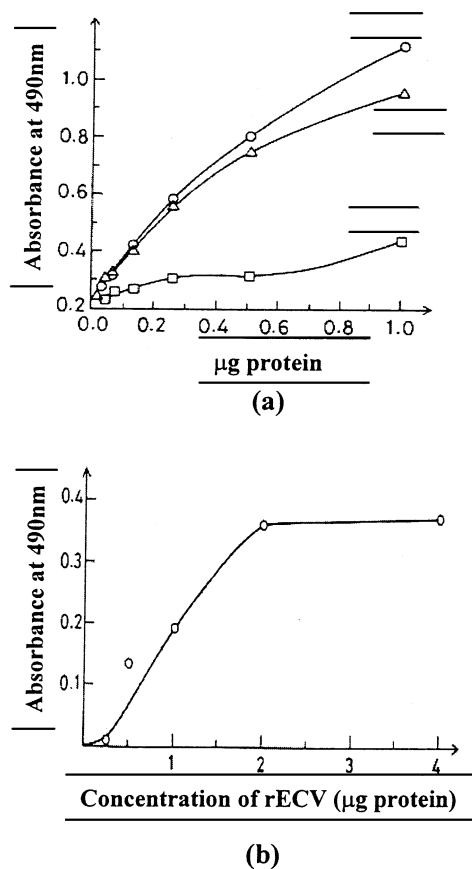 Absorbance at 490nm
1.0
0.8
0.6
0.4
0.2
0.0 0.2 0.4 0.6 0.8 1.0
µg protein
(a)
Absorbance at 490nm
0.4
0.3
0.2
0.1
1 2 3 4
Concentration of rECV (µg protein)
(b)